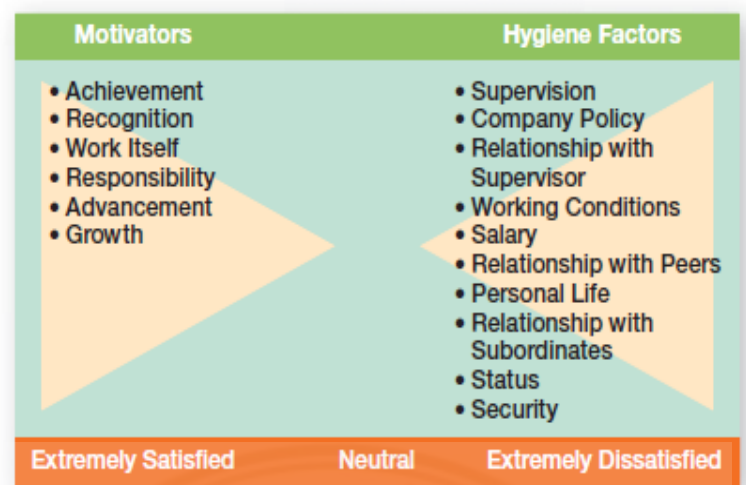 Motivators
Hygiene Factors
• Achievement
• Recognition
• Work Itself
• Responsibility
• Advancement
• Growth
• Supervision
• Company Policy
• Relationship with
Supervisor
• Working Conditions
• Salary
• Relationship with Peers
• Personal Life
• Relationship with
Subordinates
• Status
• Security
Extremely Satisfied
Neutral
Extremely Dissatisfied